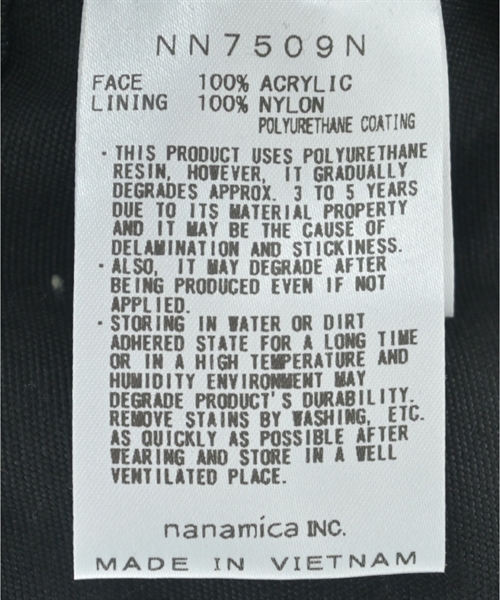 NN7509N
FACE 100% ACRYLIC
LINING 100% NYLON
POLYURETHANE COATING
· THIS PRODUCT USES POLYURETHANE
RESIN, HOWEVER, IT GRADUALLY
DEGRADES APPROX. 3 TO 5 YEARS
DUE TO ITS MATERIAL PROPERTY
AND IT MAY BE THE CAUSE OF
DELAMINATION AND STICKINESS.
· ALSO, IT MAY DEGRADE AFTER
BEING PRODUCED EVEN IF NOT
APPLIED.
· STORING IN WATER OR DIRT
ADHERED STATE FOR A LONG TIME
OR IN A HIGH TEMPERATURE AND
HUMIDITY ENVIRONMENT MAY
DEGRADE PRODUCT'S DURABILITY.
REMOVE STAINS BY WASHING, ETC.
AS QUICKLY AS POSSIBLE AFTER
WEARING AND STORE IN A WELL
VENTILATED PLACE.
nanamica INC.
MADE IN VIETNAM